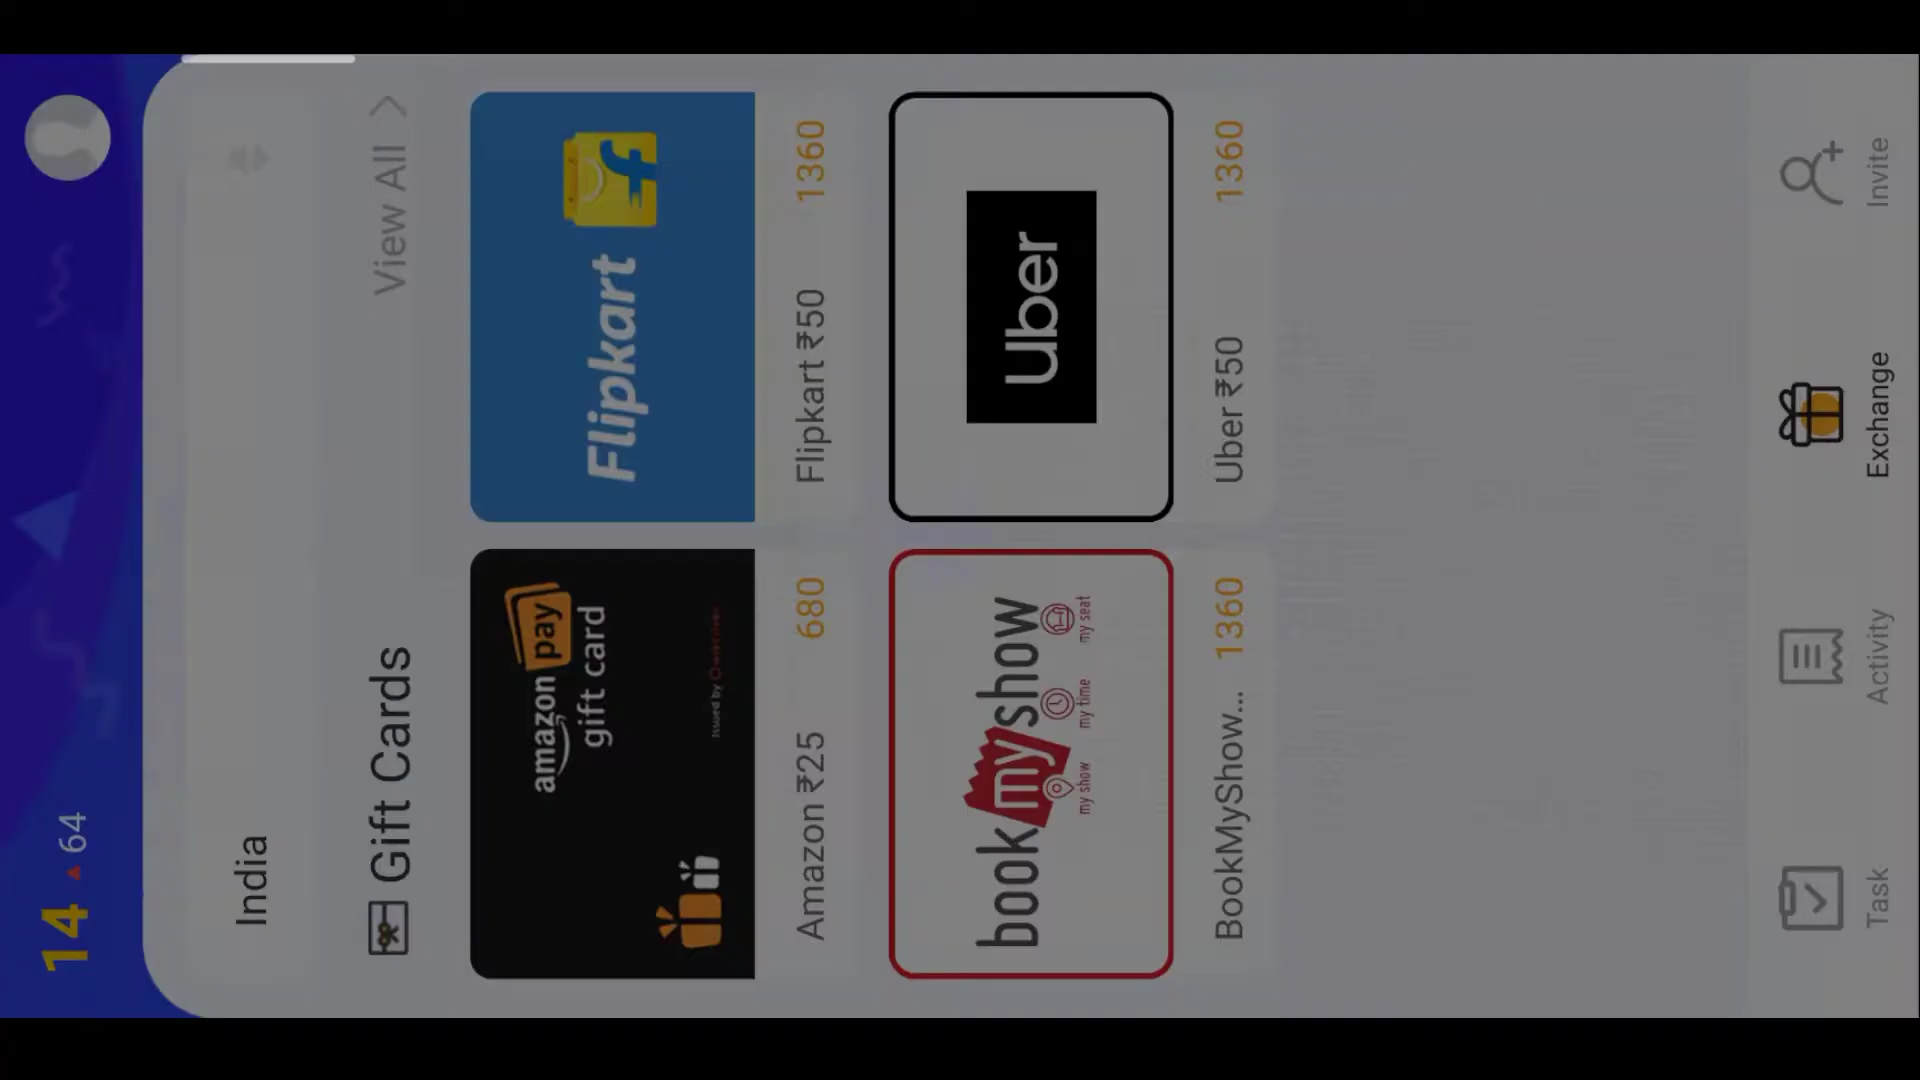 14 ▲ 64
India
Gift Cards
View All >
amazon pay
gift card
Flipkart
f
Amazon ₹25 680
Flipkart ₹50 1360
bookmyshow
my show my time my seat
Uber
BookMyShow... 1360
Uber ₹50 1360
Task
Activity
Exchange
Invite